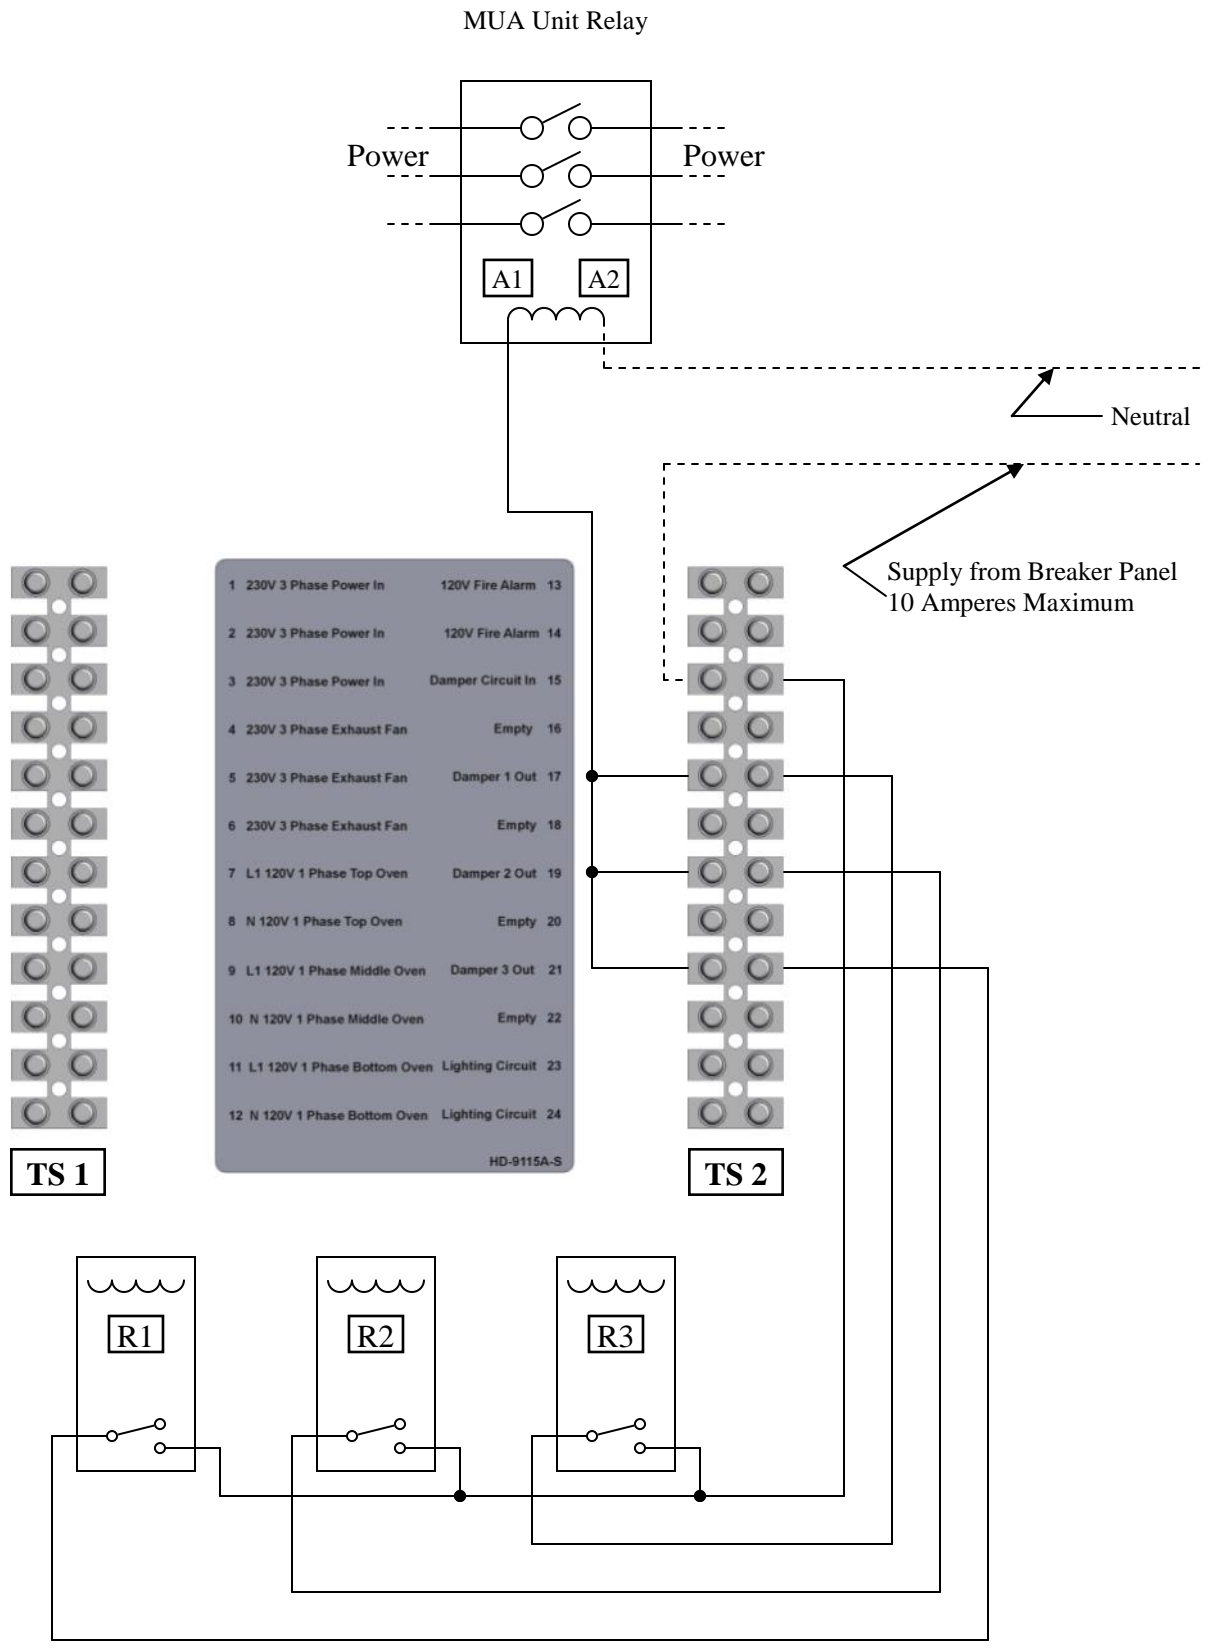 MUA Unit Relay
Power
Power
A1
A2
Neutral
Supply from Breaker Panel
10 Amperes Maximum
1 230V 3 Phase Power In 120V Fire Alarm 13
2 230V 3 Phase Power In 120V Fire Alarm 14
3 230V 3 Phase Power In Damper Circuit In 15
4 230V 3 Phase Exhaust Fan Empty 16
5 230V 3 Phase Exhaust Fan Damper 1 Out 17
6 230V 3 Phase Exhaust Fan Empty 18
7 L1 120V 1 Phase Top Oven Damper 2 Out 19
8 N 120V 1 Phase Top Oven Empty 20
9 L1 120V 1 Phase Middle Oven Damper 3 Out 21
10 N 120V 1 Phase Middle Oven Empty 22
11 L1 120V 1 Phase Bottom Oven Lighting Circuit 23
12 N 120V 1 Phase Bottom Oven Lighting Circuit 24
HD-9115A-S
TS 1
TS 2
R1
R2
R3